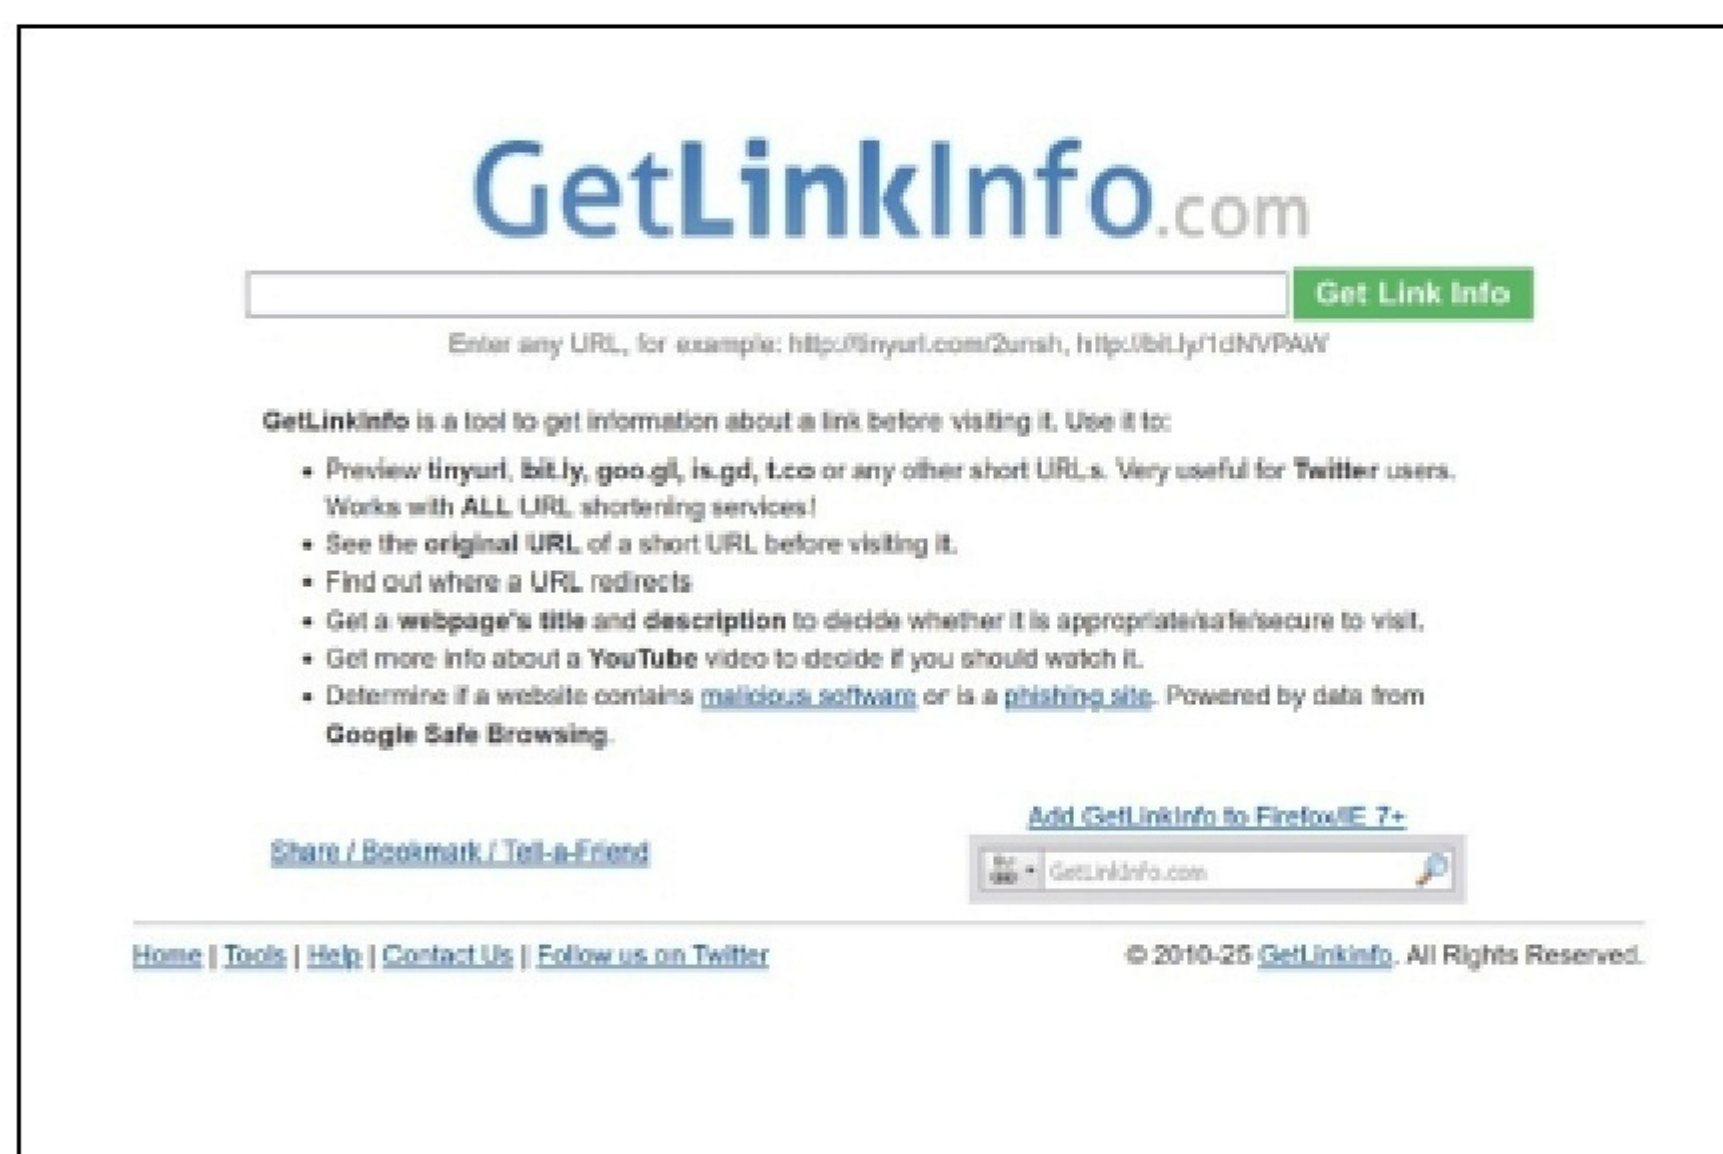 GetLinkInfo.com
Get Link Info
Enter any URL, for example: http://tinyurl.com/2unsh, http://bit.ly/1dNVPAW
GetLinkInfo is a tool to get information about a link before visiting it. Use it to:
• Preview tinyurl, bit.ly, goo.gl, is.gd, t.co or any other short URLs. Very useful for Twitter users.
Works with ALL URL shortening services!
• See the original URL of a short URL before visiting it.
• Find out where a URL redirects
• Get a webpage's title and description to decide whether it is appropriate/safe/secure to visit.
• Get more info about a YouTube video to decide if you should watch it.
• Determine if a website contains malicious software or is a phishing site. Powered by data from
Google Safe Browsing.
Share / Bookmark / Tell-a-Friend
Add GetLinkInfo to Firefox/IE 7+
GetLinkInfo.com
Home | Tools | Help | Contact Us | Follow us on Twitter
© 2010-25 GetLinkInfo. All Rights Reserved.